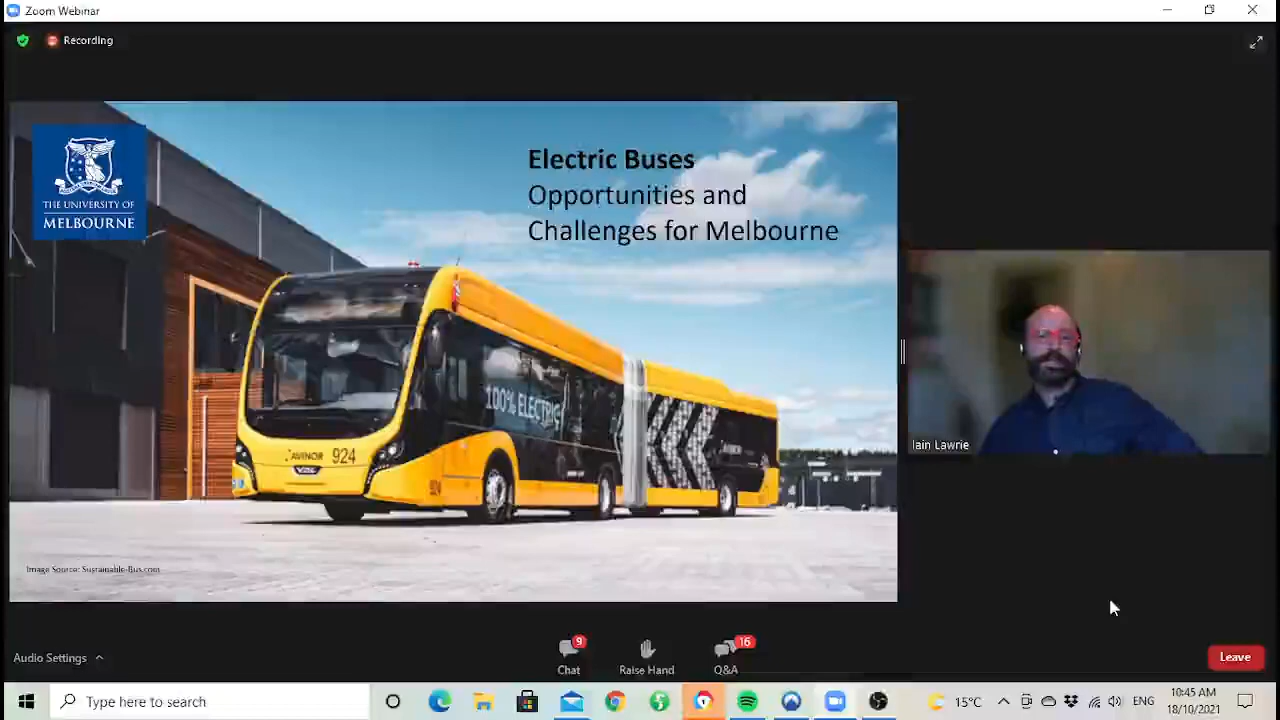 Zoom Webinar
Recording
THE UNIVERSITY OF
MELBOURNE
Electric Buses
Opportunities and
Challenges for Melbourne
100% ELECTRIC
AVENIR 924
924
Image Source: Sustainable-Bus.com
Iain Lawrie
Audio Settings
9
Chat
Raise Hand
16
Q&A
Leave
Type here to search
15°C
ENG
10:45 AM
18/10/2021